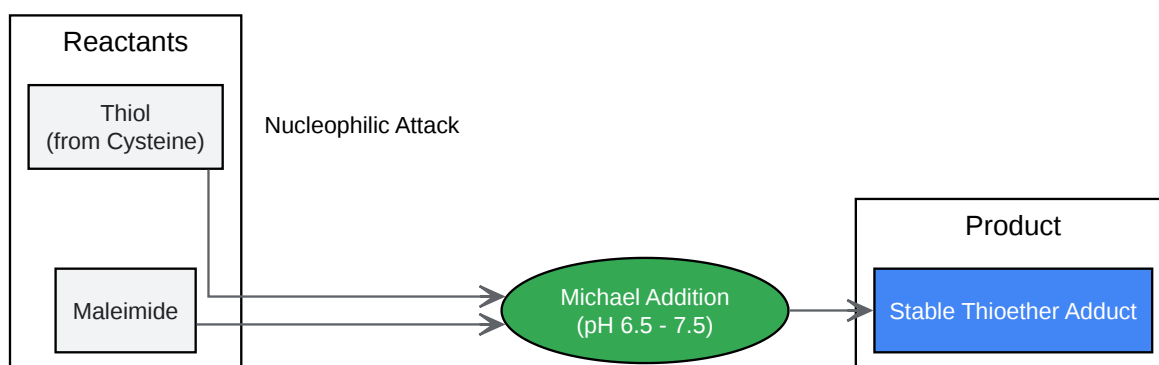 Reactants
Thiol
(from Cysteine)
Nucleophilic Attack
Maleimide
Michael Addition
(pH 6.5 - 7.5)
Product
Stable Thioether Adduct